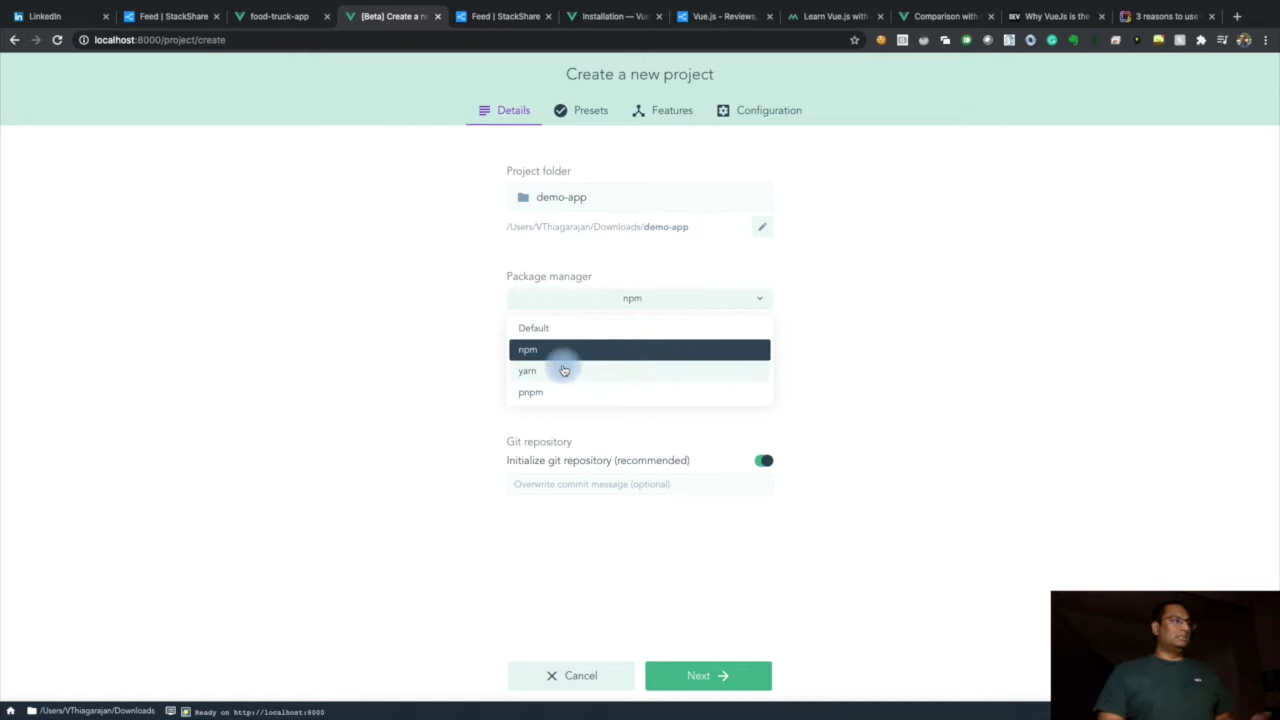 LinkedIn
Feed | StackShare
food-truck-app
[Beta] Create a ne
Feed | StackShare
Installation — Vue
Vue.js - Reviews,
Learn Vue.js with
Comparison with
DEV
Why VueJs is the
3 reasons to use
localhost:8000/project/create
Create a new project
Details
Presets
Features
Configuration
Project folder
demo-app
/Users/VThiagarajan/Downloads/demo-app
Package manager
npm
Default
npm
yarn
pnpm
Git repository
Initialize git repository (recommended)
Overwrite commit message (optional)
Cancel
Next
/Users/VThiagarajan/Downloads
Ready on http://localhost:8000